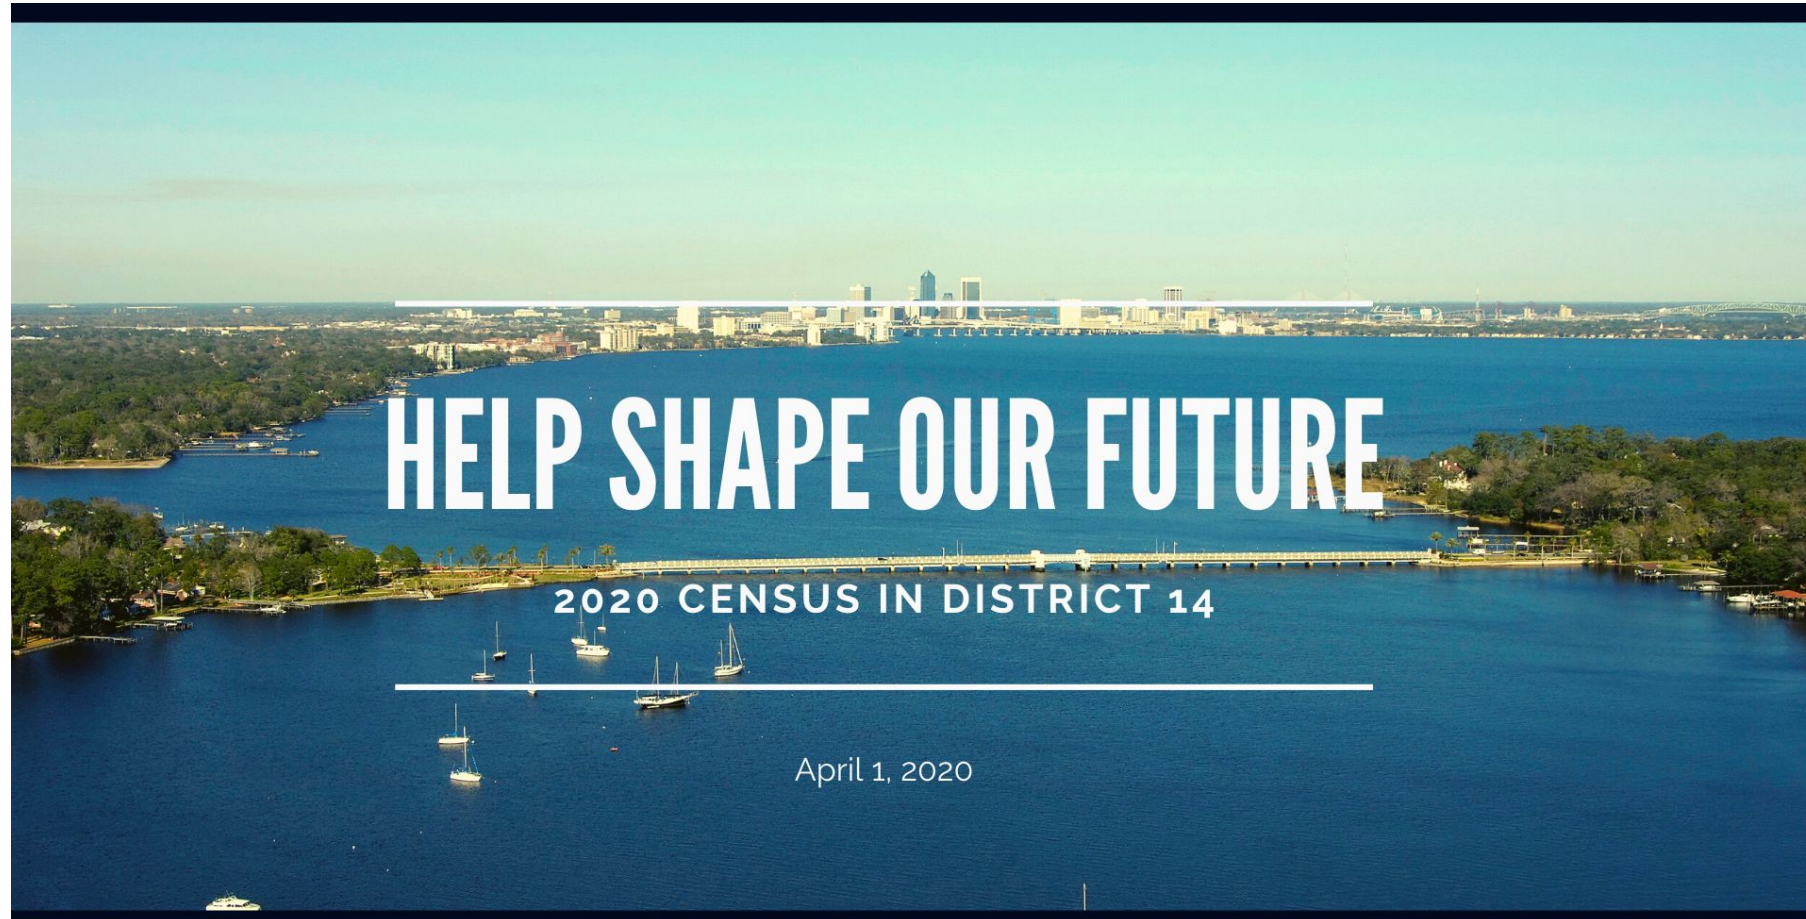 HELP SHAPE OUR FUTURE
2020 CENSUS IN DISTRICT 14
April 1, 2020